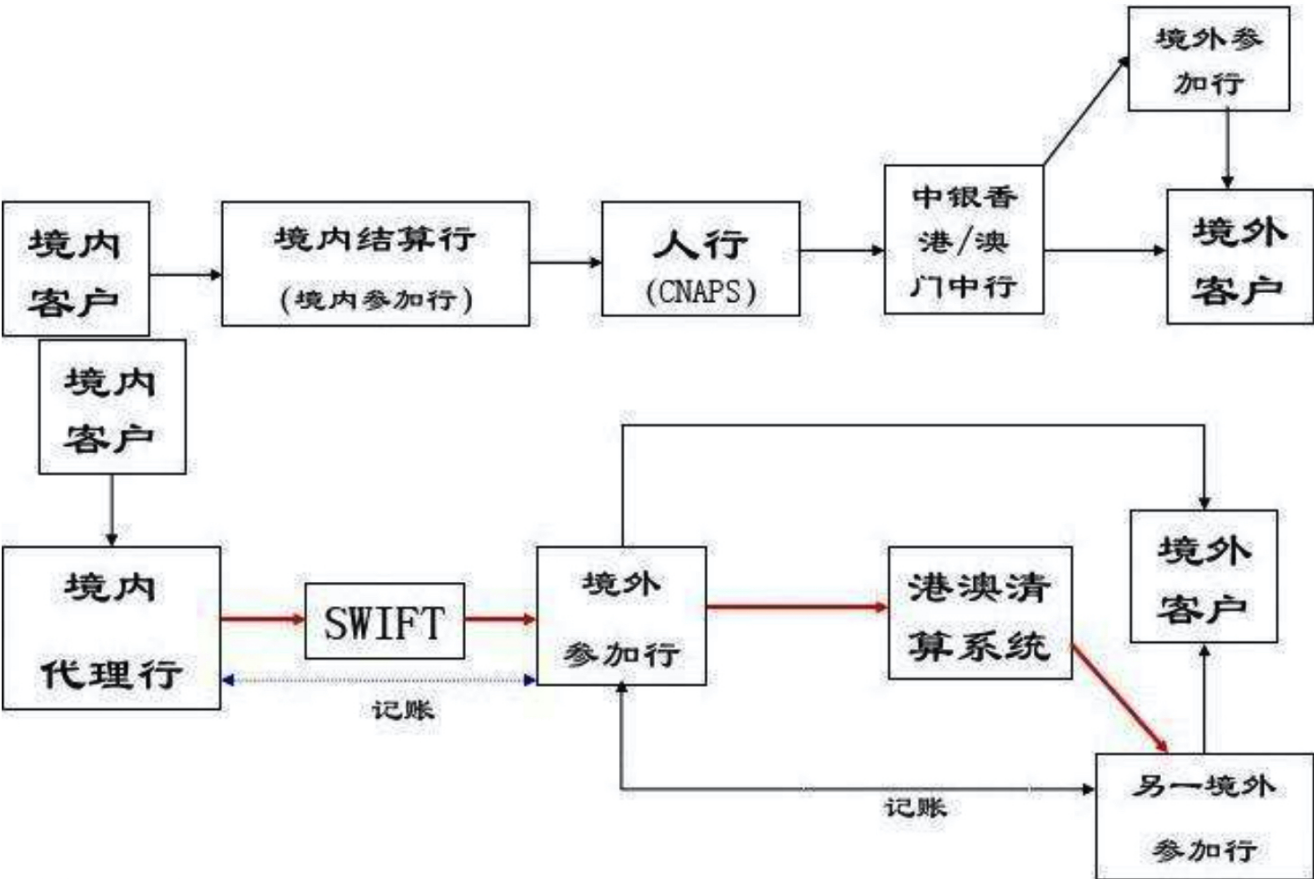 境外参
加行
境内
客户
境内结算行
(境内参加行)
人行
(CNAPS)
中银香
港/澳
门中行
境外
客户
境内
客户
境内
代理行
SWIFT
记账
境外
参加行
港澳清
算系统
境外
客户
记账
另一境外
参加行